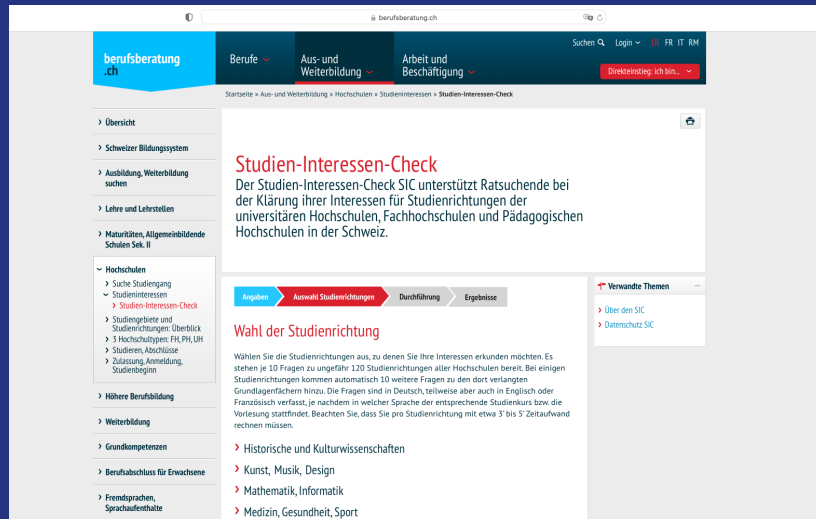 berufsberatung.ch
Suchen Login DE FR IT RM
berufsberatung
.ch
Berufe
Aus- und
Weiterbildung
Arbeit und
Beschäftigung
Direkteinstieg: ich bin...
Startseite » Aus- und Weiterbildung » Hochschulen » Studieninteressen » Studien-Interessen-Check
Übersicht
Schweizer Bildungssystem
Ausbildung, Weiterbildung
suchen
Lehre und Lehrstellen
Maturitäten, Allgemeinbildende
Schulen Sek. II
Hochschulen
Suche Studiengang
Studieninteressen
Studien-Interessen-Check
Studiengebiete und
Studienrichtungen: Überblick
3 Hochschultypen: FH, PH, UH
Studieren, Abschlüsse
Zulassung, Anmeldung,
Studienbeginn
Höhere Berufsbildung
Weiterbildung
Grundkompetenzen
Berufsabschluss für Erwachsene
Fremdsprachen,
Sprachaufenthalte
Studien-Interessen-Check
Der Studien-Interessen-Check SIC unterstützt Ratsuchende bei
der Klärung ihrer Interessen für Studienrichtungen der
universitären Hochschulen, Fachhochschulen und Pädagogischen
Hochschulen in der Schweiz.
Angaben
Auswahl Studienrichtungen
Durchführung
Ergebnisse
Wahl der Studienrichtung
Wählen Sie die Studienrichtungen aus, zu denen Sie Ihre Interessen erkunden möchten. Es
stehen je 10 Fragen zu ungefähr 120 Studienrichtungen aller Hochschulen bereit. Bei einigen
Studienrichtungen kommen automatisch 10 weitere Fragen zu den dort verlangten
Grundlagenfächern hinzu. Die Fragen sind in Deutsch, teilweise aber auch in Englisch oder
Französisch verfasst, je nachdem in welcher Sprache der entsprechende Studienkurs bzw. die
Vorlesung stattfindet. Beachten Sie, dass Sie pro Studienrichtung mit etwa 3' bis 5' Zeitaufwand
rechnen müssen.
Historische und Kulturwissenschaften
Kunst, Musik, Design
Mathematik, Informatik
Medizin, Gesundheit, Sport
Verwandte Themen
Über den SIC
Datenschutz SIC